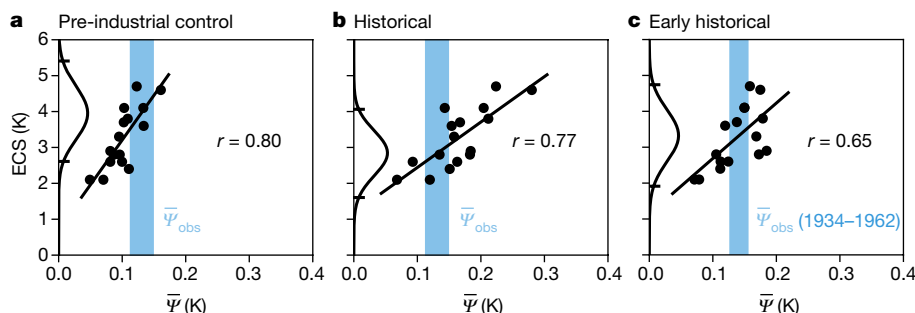 a Pre-industrial control
b Historical
c Early historical
ECS (K)
6
5
4
3
2
1
0
r = 0.80
Ψ̅obs
0.0 0.1 0.2 0.3 0.4
Ψ̅ (K)
r = 0.77
Ψ̅obs
0.0 0.1 0.2 0.3 0.4
Ψ̅ (K)
r = 0.65
Ψ̅obs (1934–1962)
0.0 0.1 0.2 0.3 0.4
Ψ̅ (K)